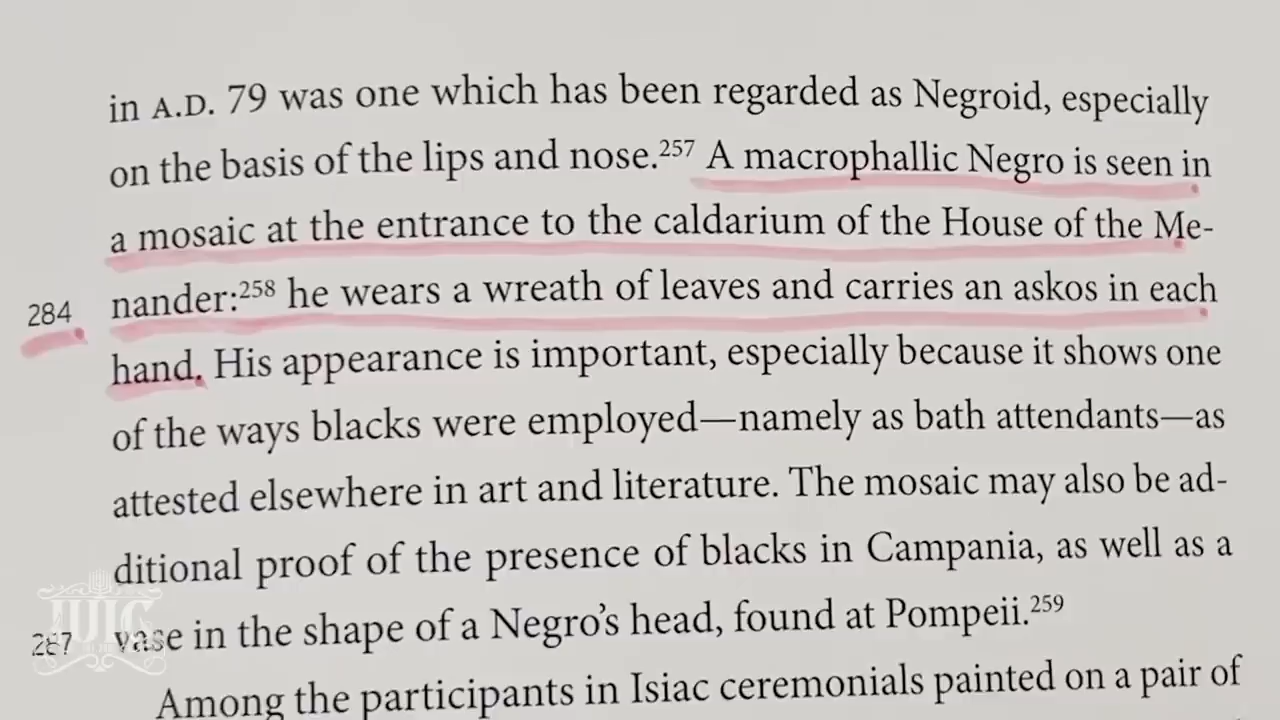 in A.D. 79 was one which has been regarded as Negroid, especially
on the basis of the lips and nose.257 A macrophallic Negro is seen in
a mosaic at the entrance to the caldarium of the House of the Me-
284 nander:258 he wears a wreath of leaves and carries an askos in each
hand. His appearance is important, especially because it shows one
of the ways blacks were employed—namely as bath attendants—as
attested elsewhere in art and literature. The mosaic may also be ad-
ditional proof of the presence of blacks in Campania, as well as a
287 vase in the shape of a Negro’s head, found at Pompeii.259
Among the participants in Isiac ceremonials painted on a pair of
IUIC